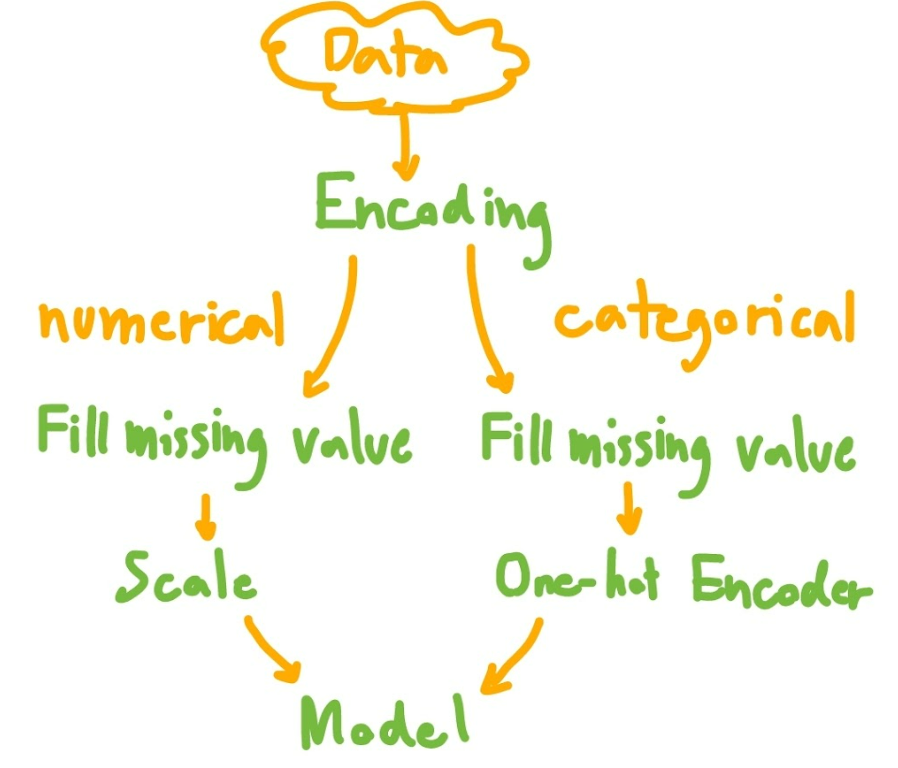 Data
Encoding
numerical
categorical
Fill missing value
Fill missing value
Scale
One-hot Encoder
Model